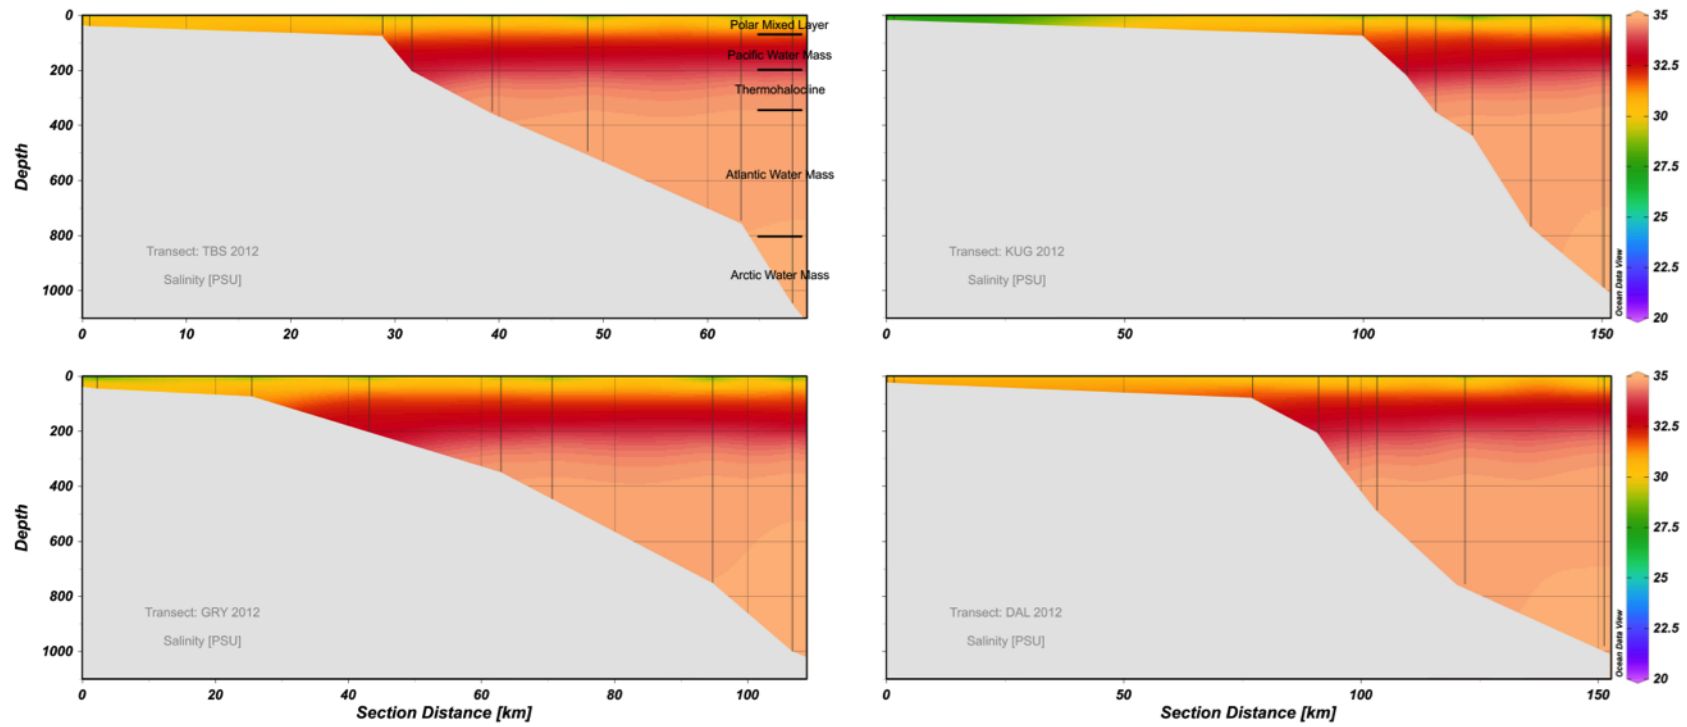 0
200
400
600
800
1000
Depth
0
10
20
30
40
50
60
Polar Mixed Layer
Pacific Water Mass
Thermohalocline
Atlantic Water Mass
Arctic Water Mass
Transect: TBS 2012
Salinity [PSU]
0
50
100
150
Transect: KUG 2012
Salinity [PSU]
Ocean Data View
35
32.5
30
27.5
25
22.5
20
0
200
400
600
800
1000
Depth
Transect: GRY 2012
Salinity [PSU]
0
20
40
60
80
100
Section Distance [km]
Transect: DAL 2012
Salinity [PSU]
0
50
100
150
Section Distance [km]
Ocean Data View
35
32.5
30
27.5
25
22.5
20